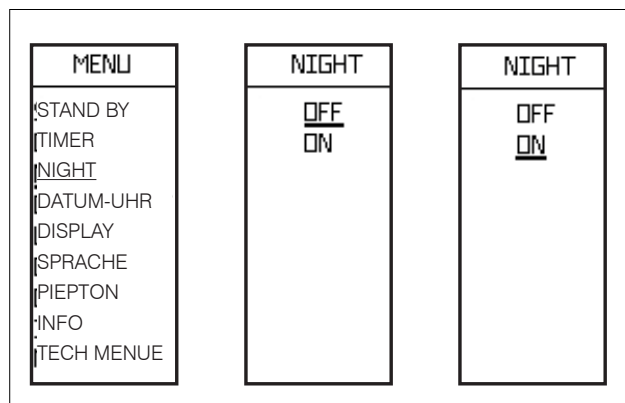 MENU
STAND BY
TIMER
NIGHT
DATUM-UHR
DISPLAY
SPRACHE
PIEPTON
INFO
TECH MENUE
NIGHT
OFF
ON
NIGHT
OFF
ON